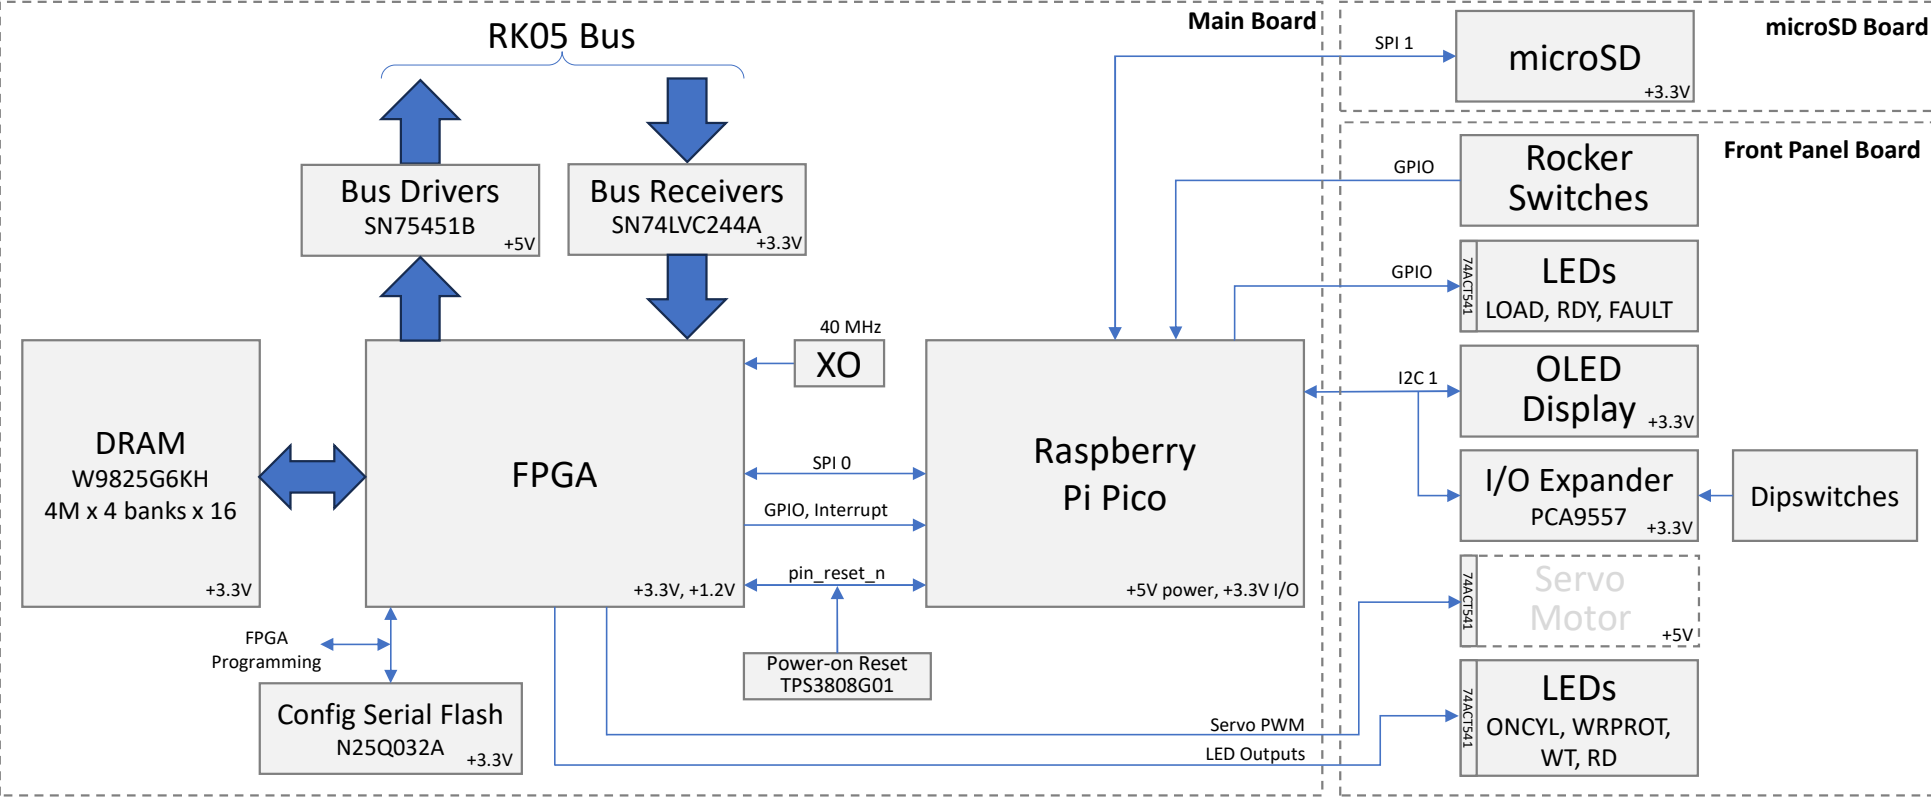 RK05 Bus
Main Board
microSD Board
SPI 1
microSD
+3.3V
Front Panel Board
Bus Drivers
SN75451B
+5V
Bus Receivers
SN74LVC244A
+3.3V
GPIO
Rocker
Switches
GPIO
74ACT541
LEDs
LOAD, RDY, FAULT
40 MHz
XO
DRAM
W9825G6KH
4M x 4 banks x 16
+3.3V
FPGA
+3.3V, +1.2V
SPI 0
GPIO, Interrupt
pin_reset_n
Raspberry
Pi Pico
+5V power, +3.3V I/O
I2C 1
OLED
Display
+3.3V
I/O Expander
PCA9557
+3.3V
Dipswitches
74ACT541
Servo
Motor
+5V
FPGA
Programming
Power-on Reset
TPS3808G01
Config Serial Flash
N25Q032A
+3.3V
Servo PWM
LED Outputs
74ACT541
LEDs
ONCYL, WRPROT,
WT, RD